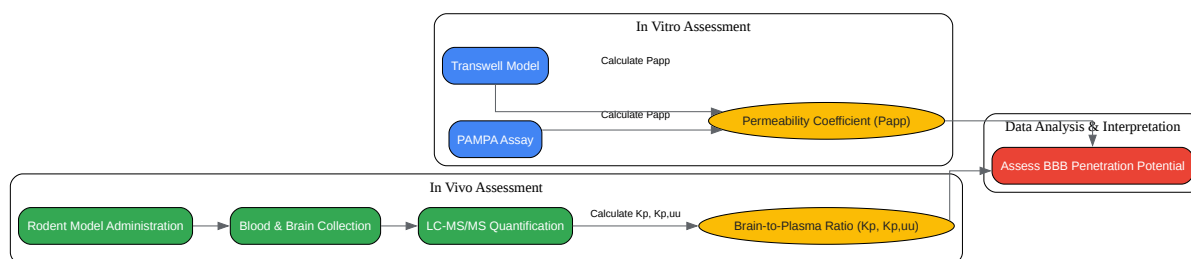 In Vitro Assessment
Transwell Model
Calculate Papp
Calculate Papp
PAMPA Assay
Permeability Coefficient (Papp)
Data Analysis & Interpretation
Assess BBB Penetration Potential
In Vivo Assessment
Rodent Model Administration
Blood & Brain Collection
LC-MS/MS Quantification
Calculate Kp, Kp,uu
Brain-to-Plasma Ratio (Kp, Kp,uu)